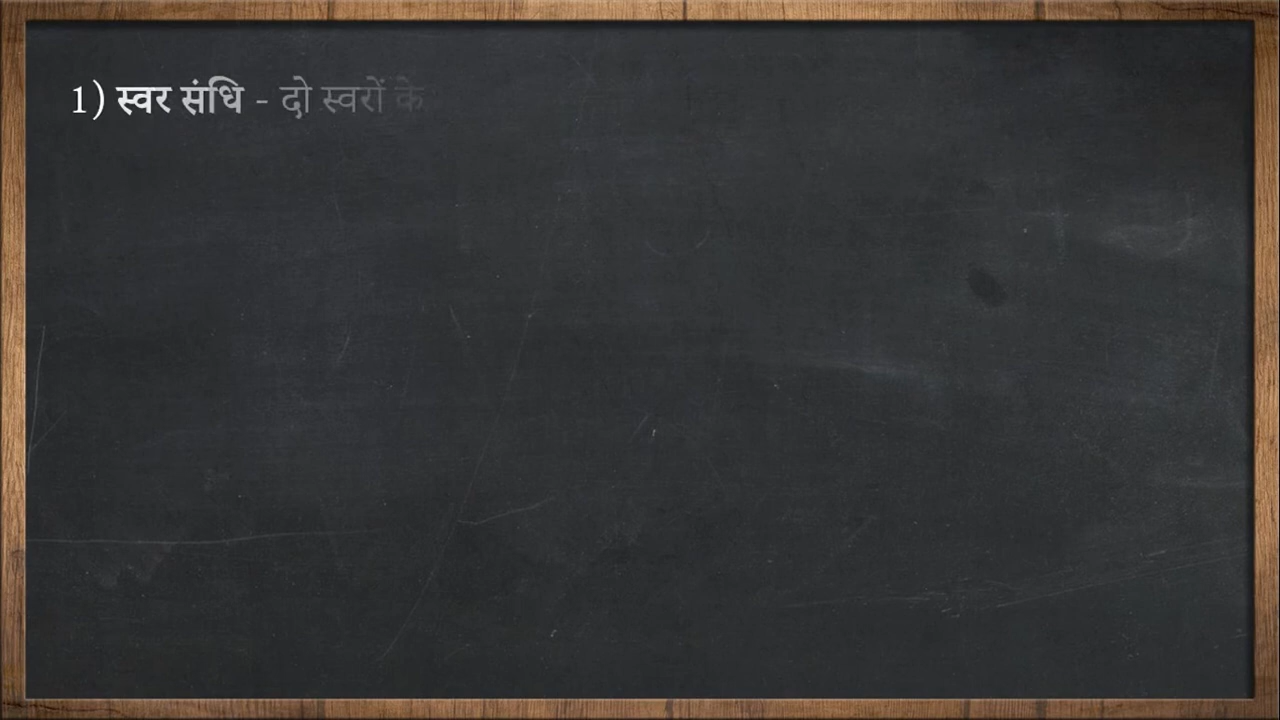 1) स्वर संधि - दो स्वरों के